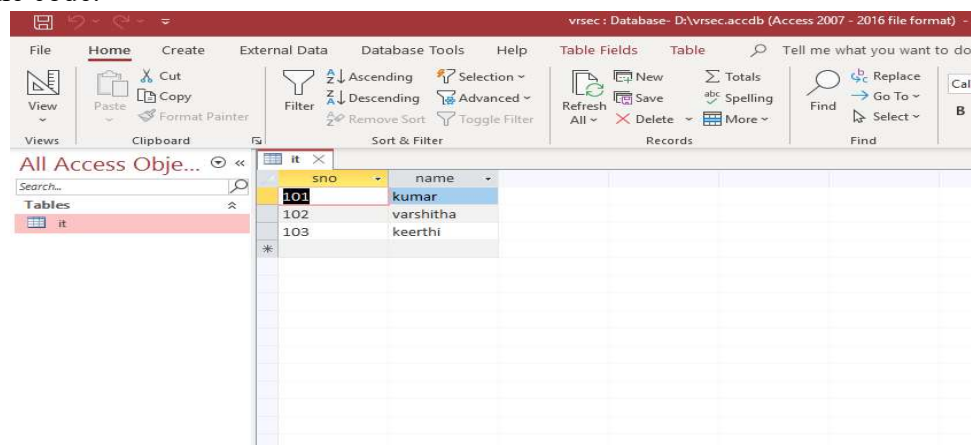 vrsec : Database- D:\vrsec.accdb (Access 2007 - 2016 file format) -
File Home Create External Data Database Tools Help Table Fields Table Tell me what you want to do
View
Views
Paste
Cut
Copy
Format Painter
Clipboard
Filter
Ascending
Descending
Remove Sort
Selection
Advanced
Toggle Filter
Sort & Filter
Refresh
All
New
Save
Delete
Totals
Spelling
More
Records
Find
Replace
Go To
Select
Find
Cal
B
All Access Obje...
Search...
Tables
it
it
sno name
101 kumar
102 varshitha
103 keerthi